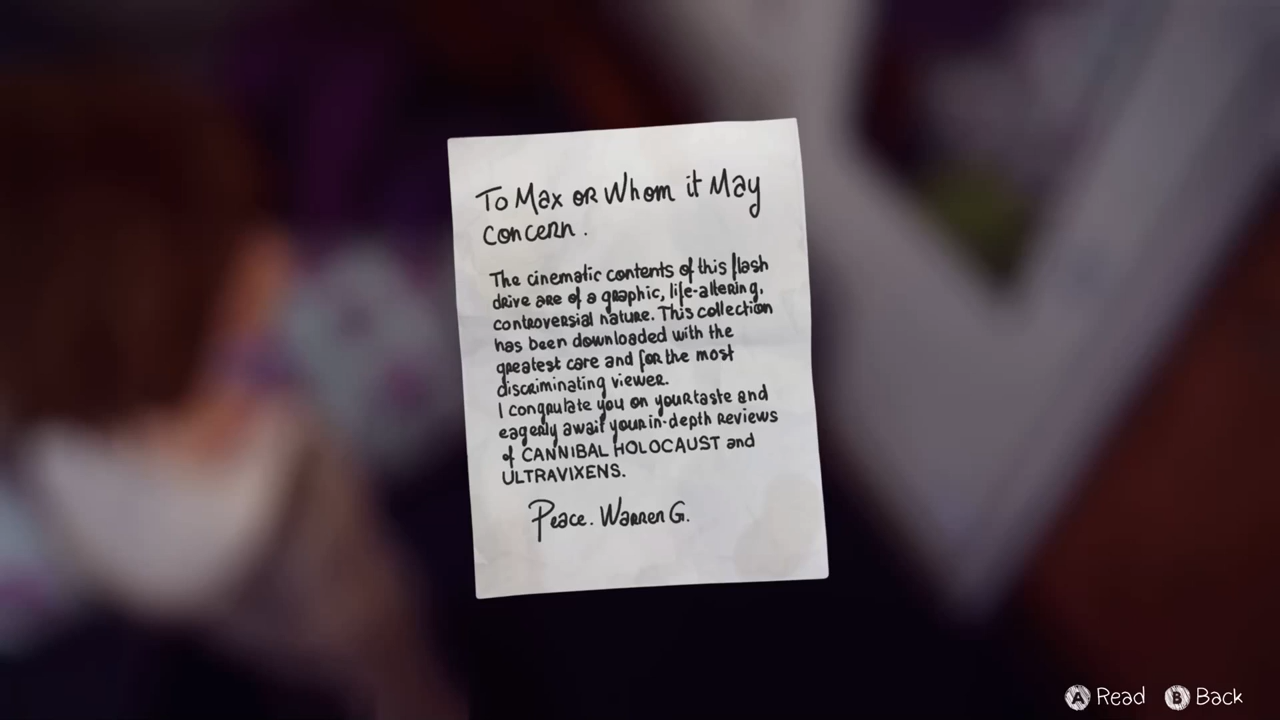 To Max or Whom it May
Concern.
The cinematic contents of this flash
drive are of a graphic, life-altering,
controversial nature. This collection
has been downloaded with the
greatest care and for the most
discriminating viewer.
I congrulate you on your taste and
eagerly await your in-depth reviews
of CANNIBAL HOLOCAUST and
ULTRAVIXENS.
Peace. Warren G.
A Read B Back